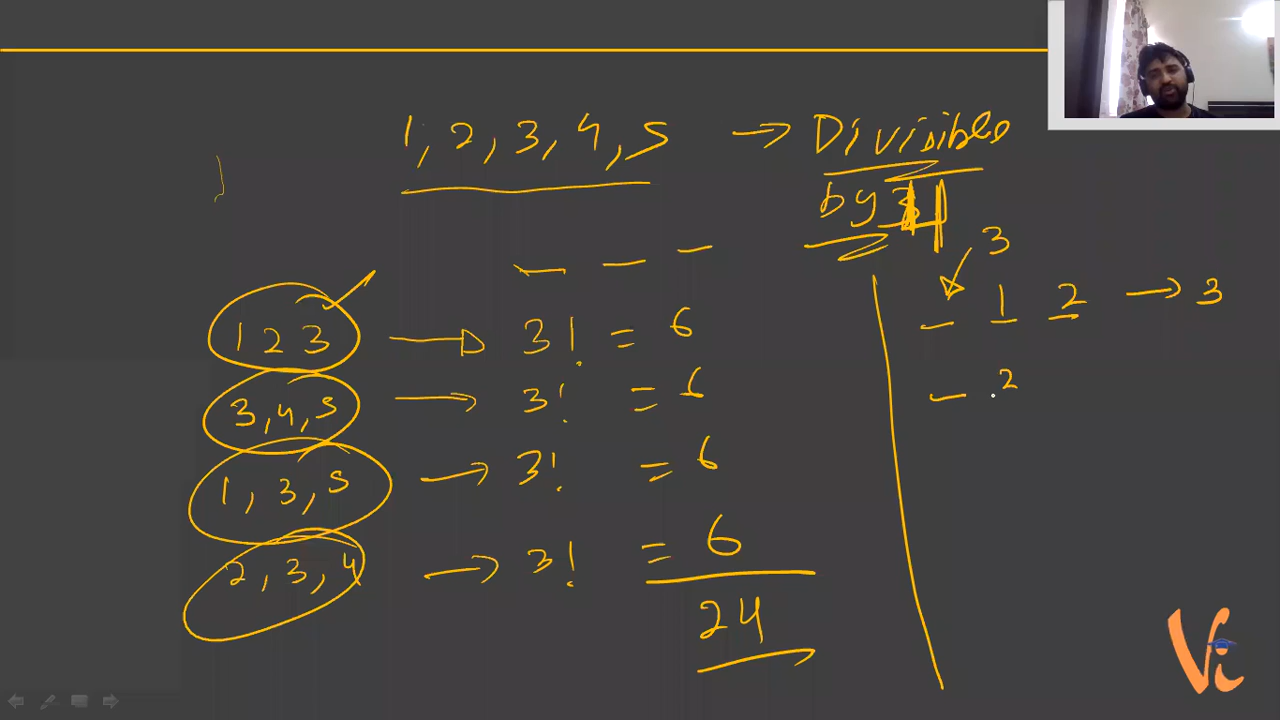 1, 2, 3, 4, 5 → Divisible
by
3
1 2 → 3
2
1 2 3 → 3! = 6
3, 4, 5 → 3! = 6
1, 3, 5 → 3! = 6
2, 3, 4 → 3! = 6
24
Vi